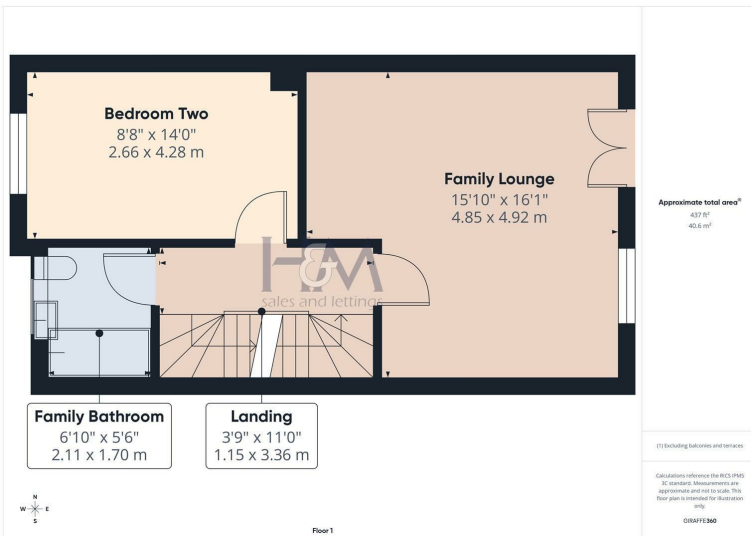 Bedroom Two
8'8" x 14'0"
2.66 x 4.28 m
Family Lounge
15'10" x 16'1"
4.85 x 4.92 m
H&M
sales and lettings
Family Bathroom
6'10" x 5'6"
2.11 x 1.70 m
Landing
3'9" x 11'0"
1.15 x 3.36 m
N
W E
S
Floor 1
Approximate total area(1)
437 ft²
40.6 m²
(1) Excluding balconies and terraces
Calculations reference the RICS IPMS
3C standard. Measurements are
approximate and not to scale. This
floor plan is intended for illustration
only.
GIRAFFE360